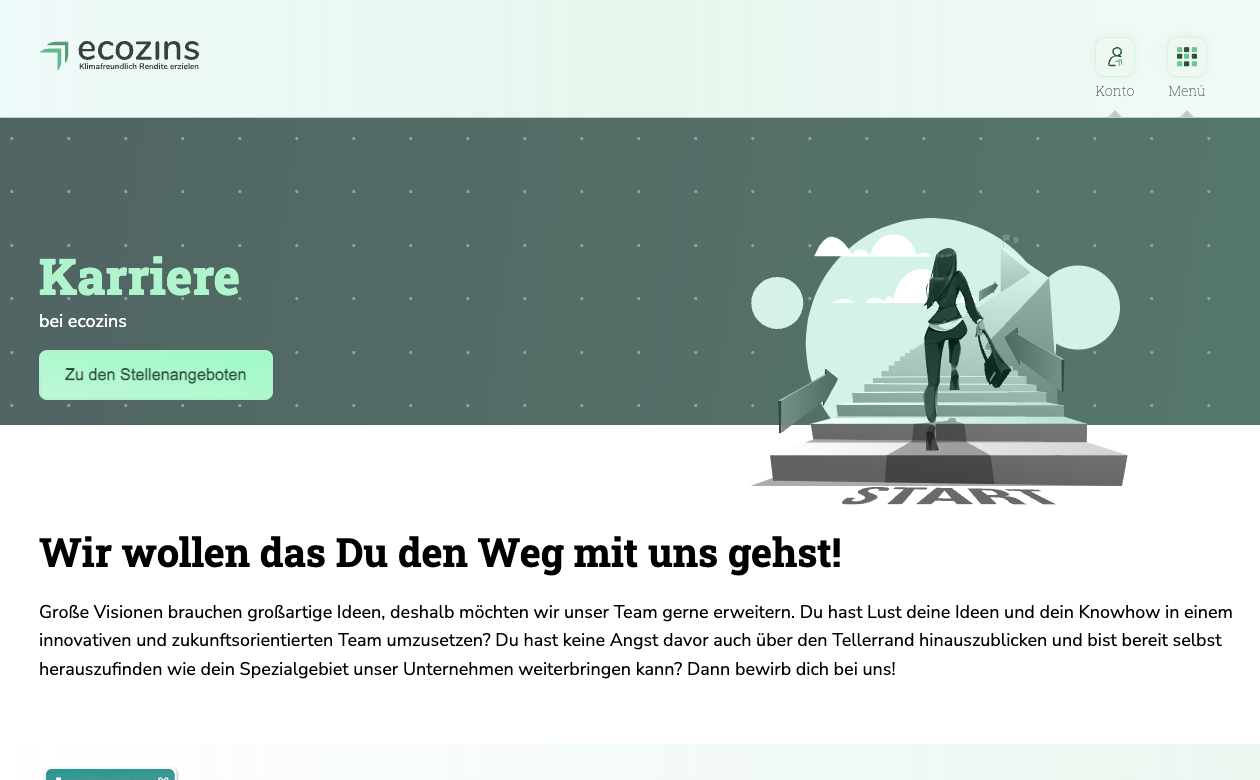 ecozins
Klimafreundlich Rendite erzielen
Konto
Menü
Karriere
bei ecozins
Zu den Stellenangeboten
START
Wir wollen das Du den Weg mit uns gehst!
Große Visionen brauchen großartige Ideen, deshalb möchten wir unser Team gerne erweitern. Du hast Lust deine Ideen und dein Knowhow in einem
innovativen und zukunftsorientierten Team umzusetzen? Du hast keine Angst davor auch über den Tellerrand hinauszublicken und bist bereit selbst
herauszufinden wie dein Spezialgebiet unser Unternehmen weiterbringen kann? Dann bewirb dich bei uns!